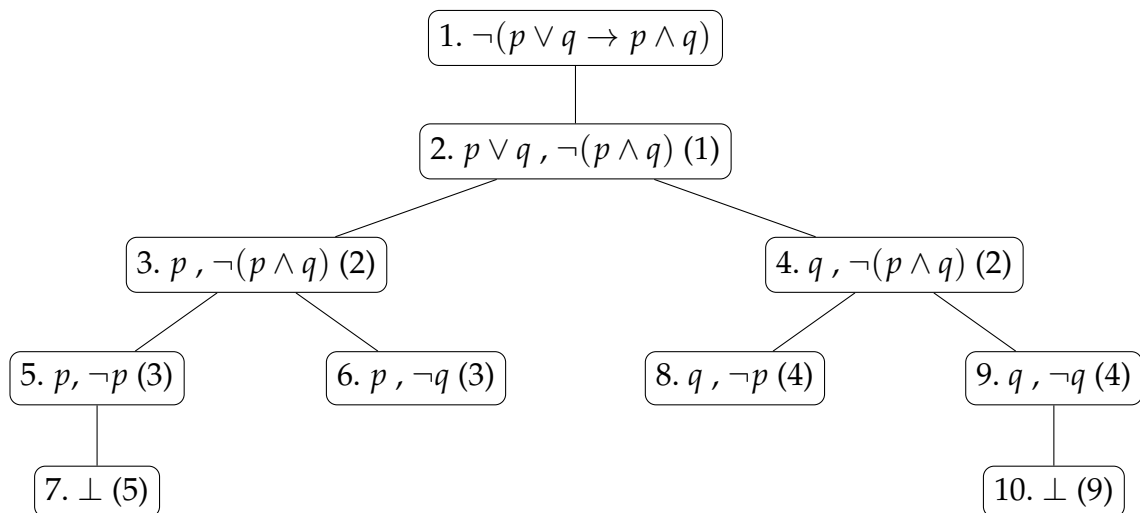 1. ¬(p ∨ q → p ∧ q)
2. p ∨ q , ¬(p ∧ q) (1)
3. p , ¬(p ∧ q) (2)
4. q , ¬(p ∧ q) (2)
5. p, ¬p (3)
6. p , ¬q (3)
8. q , ¬p (4)
9. q , ¬q (4)
7. ⊥ (5)
10. ⊥ (9)